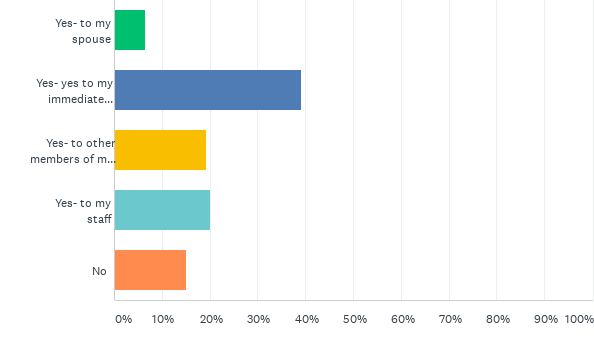 Yes- to my
spouse
Yes- yes to my
immediate...
Yes- to other
members of m...
Yes- to my
staff
No
0% 10% 20% 30% 40% 50% 60% 70% 80% 90% 100%